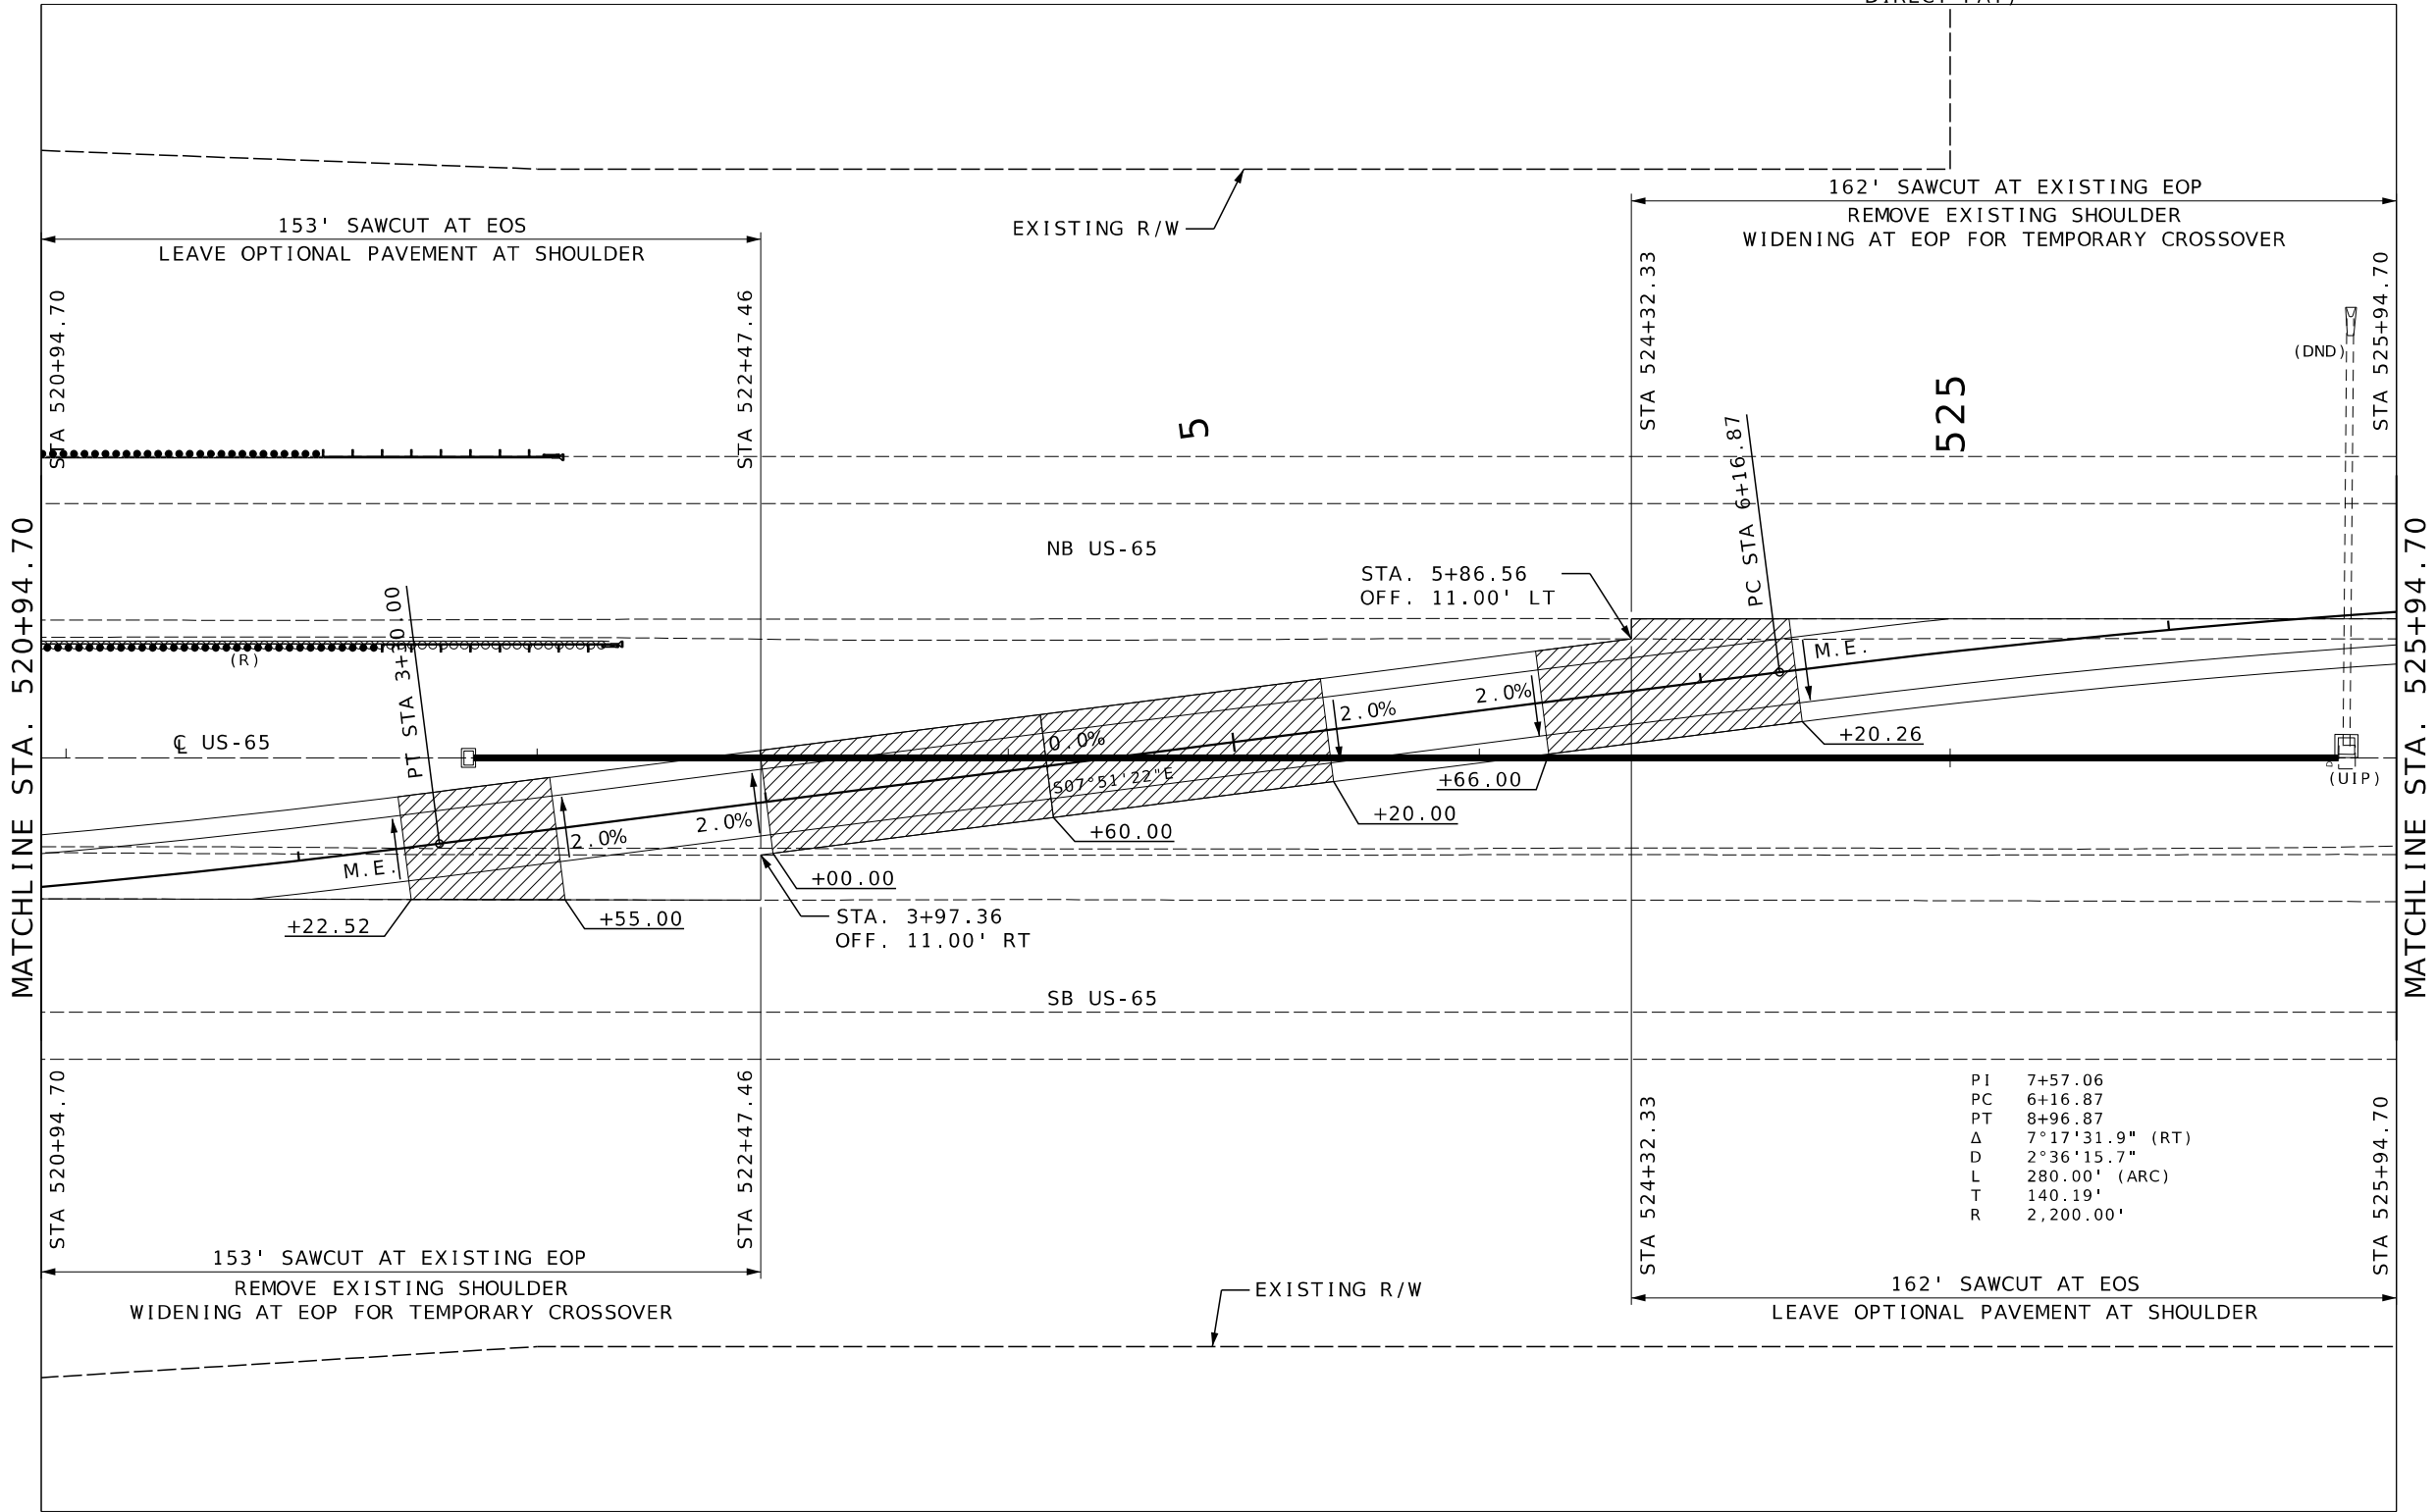 162' SAWCUT AT EXISTING EOP
REMOVE EXISTING SHOULDER
WIDENING AT EOP FOR TEMPORARY CROSSOVER
153' SAWCUT AT EOS
LEAVE OPTIONAL PAVEMENT AT SHOULDER
EXISTING R/W
STA 520+94.70
STA 522+47.46
STA 524+32.33
STA 525+94.70
(DND)
5
525
PC STA 6+16.87
NB US-65
STA. 5+86.56
OFF. 11.00' LT
MATCHLINE STA. 520+94.70
MATCHLINE STA. 525+94.70
PT STA 3+30.00
(R)
M.E.
2.0%
2.0%
℄ US-65
0.0%
+20.26
S07°51'22"E
+66.00
(UIP)
D
+20.00
2.0%
2.0%
+60.00
M.E.
+00.00
+22.52
+55.00
STA. 3+97.36
OFF. 11.00' RT
SB US-65
STA 520+94.70
STA 522+47.46
STA 524+32.33
STA 525+94.70
PI 7+57.06
PC 6+16.87
PT 8+96.87
Δ 7°17'31.9" (RT)
D 2°36'15.7"
L 280.00' (ARC)
T 140.19'
R 2,200.00'
153' SAWCUT AT EXISTING EOP
REMOVE EXISTING SHOULDER
WIDENING AT EOP FOR TEMPORARY CROSSOVER
EXISTING R/W
162' SAWCUT AT EOS
LEAVE OPTIONAL PAVEMENT AT SHOULDER